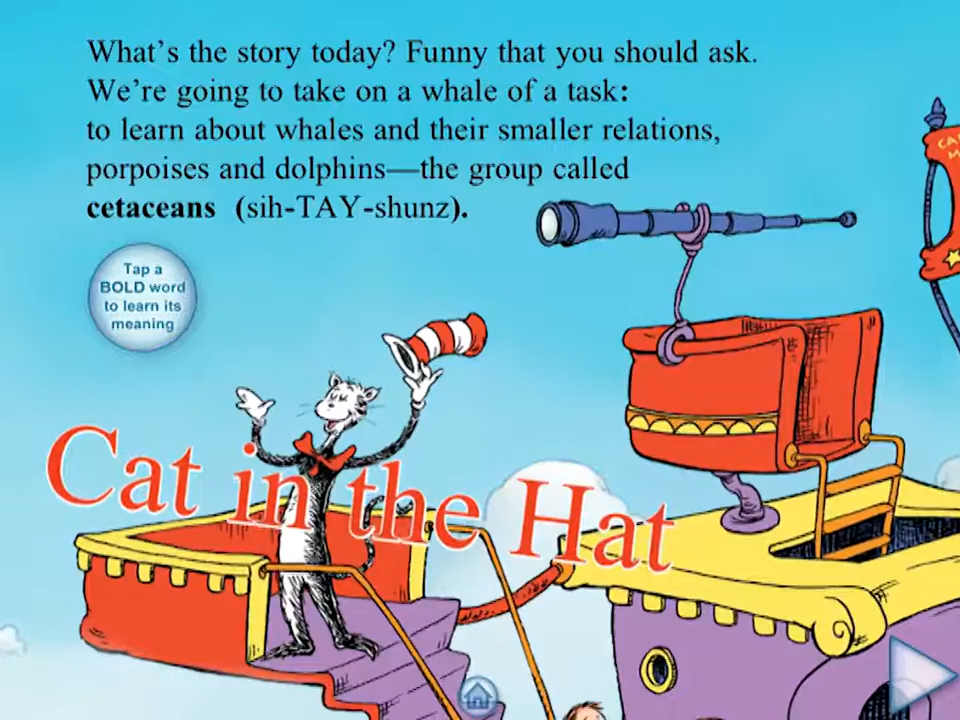 What's the story today? Funny that you should ask.
We're going to take on a whale of a task:
to learn about whales and their smaller relations,
porpoises and dolphins—the group called
cetaceans (sih-TAY-shunz).
Tap a
BOLD word
to learn its
meaning
Cat in the Hat